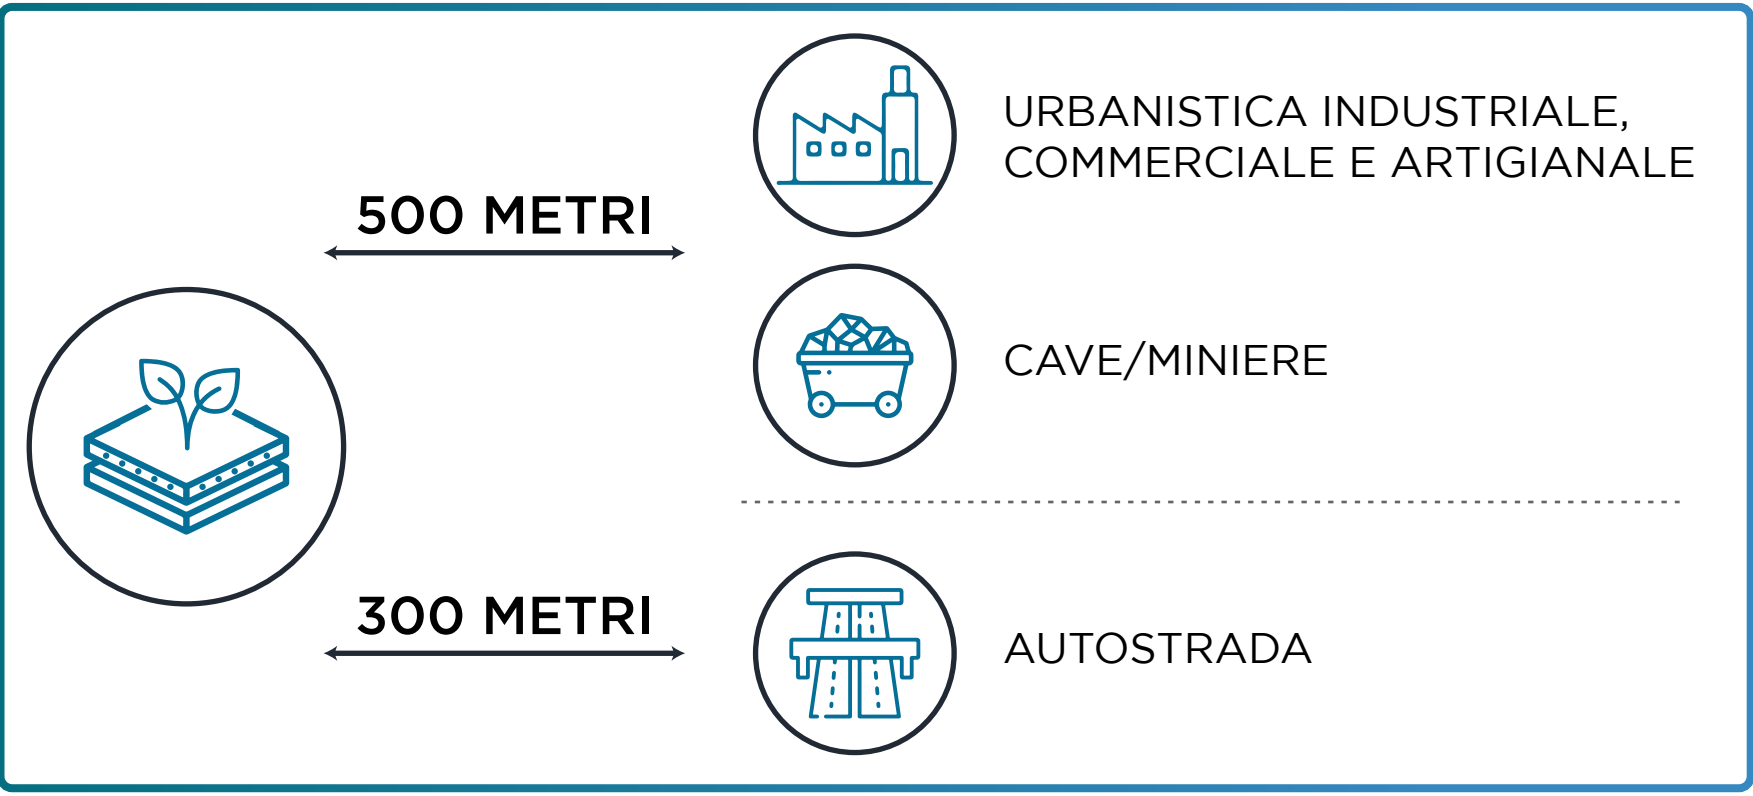 500 METRI
URBANISTICA INDUSTRIALE,
COMMERCIALE E ARTIGIANALE
CAVE/MINIERE
300 METRI
AUTOSTRADA